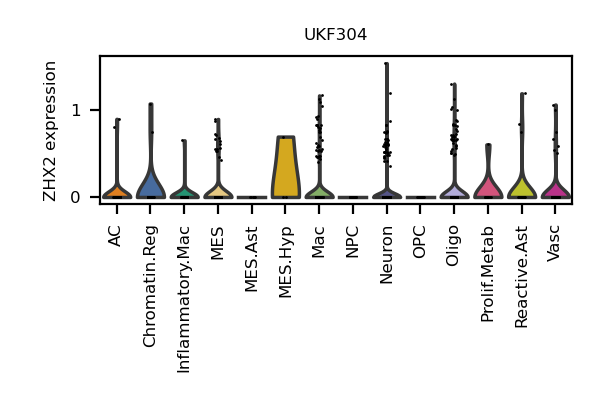 UKF304
ZHX2 expression
1
0
AC
Chromatin.Reg
Inflammatory.Mac
MES
MES.Ast
MES.Hyp
Mac
NPC
Neuron
OPC
Oligo
Prolif.Metab
Reactive.Ast
Vasc